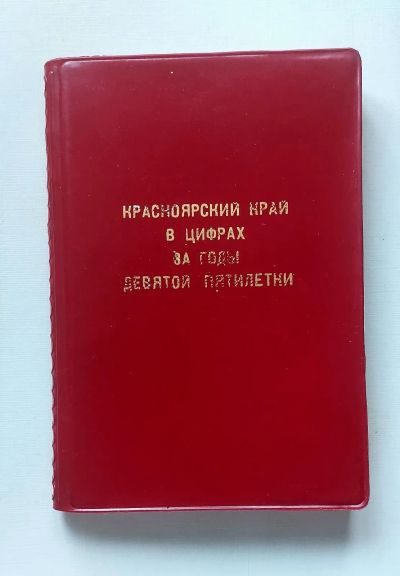 КРАСНОЯРСКИЙ КРАЙ
В ЦИФРАХ
ЗА ГОДЫ
ДЕВЯТОЙ ПЯТИЛЕТКИ